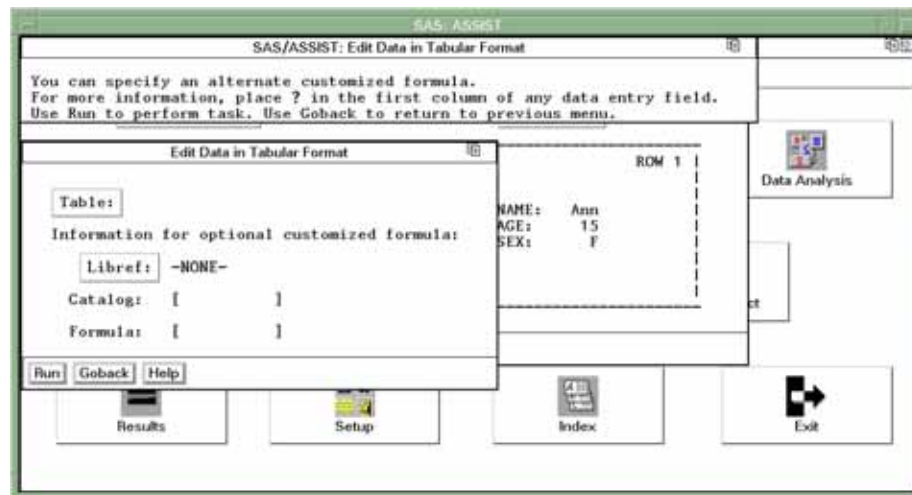 SAS: ASSIST
SAS/ASSIST: Edit Data in Tabular Format
You can specify an alternate customized formula.
For more information, place ? in the first column of any data entry field.
Use Run to perform task. Use Goback to return to previous menu.
Edit Data in Tabular Format
Table:
Information for optional customized formula:
Libref: -NONE-
Catalog: [ ]
Formula: [ ]
Run Goback Help
ROW 1
NAME: Ann
AGE: 15
SEX: F
Data Analysis
ct
Results
Setup
Index
Exit